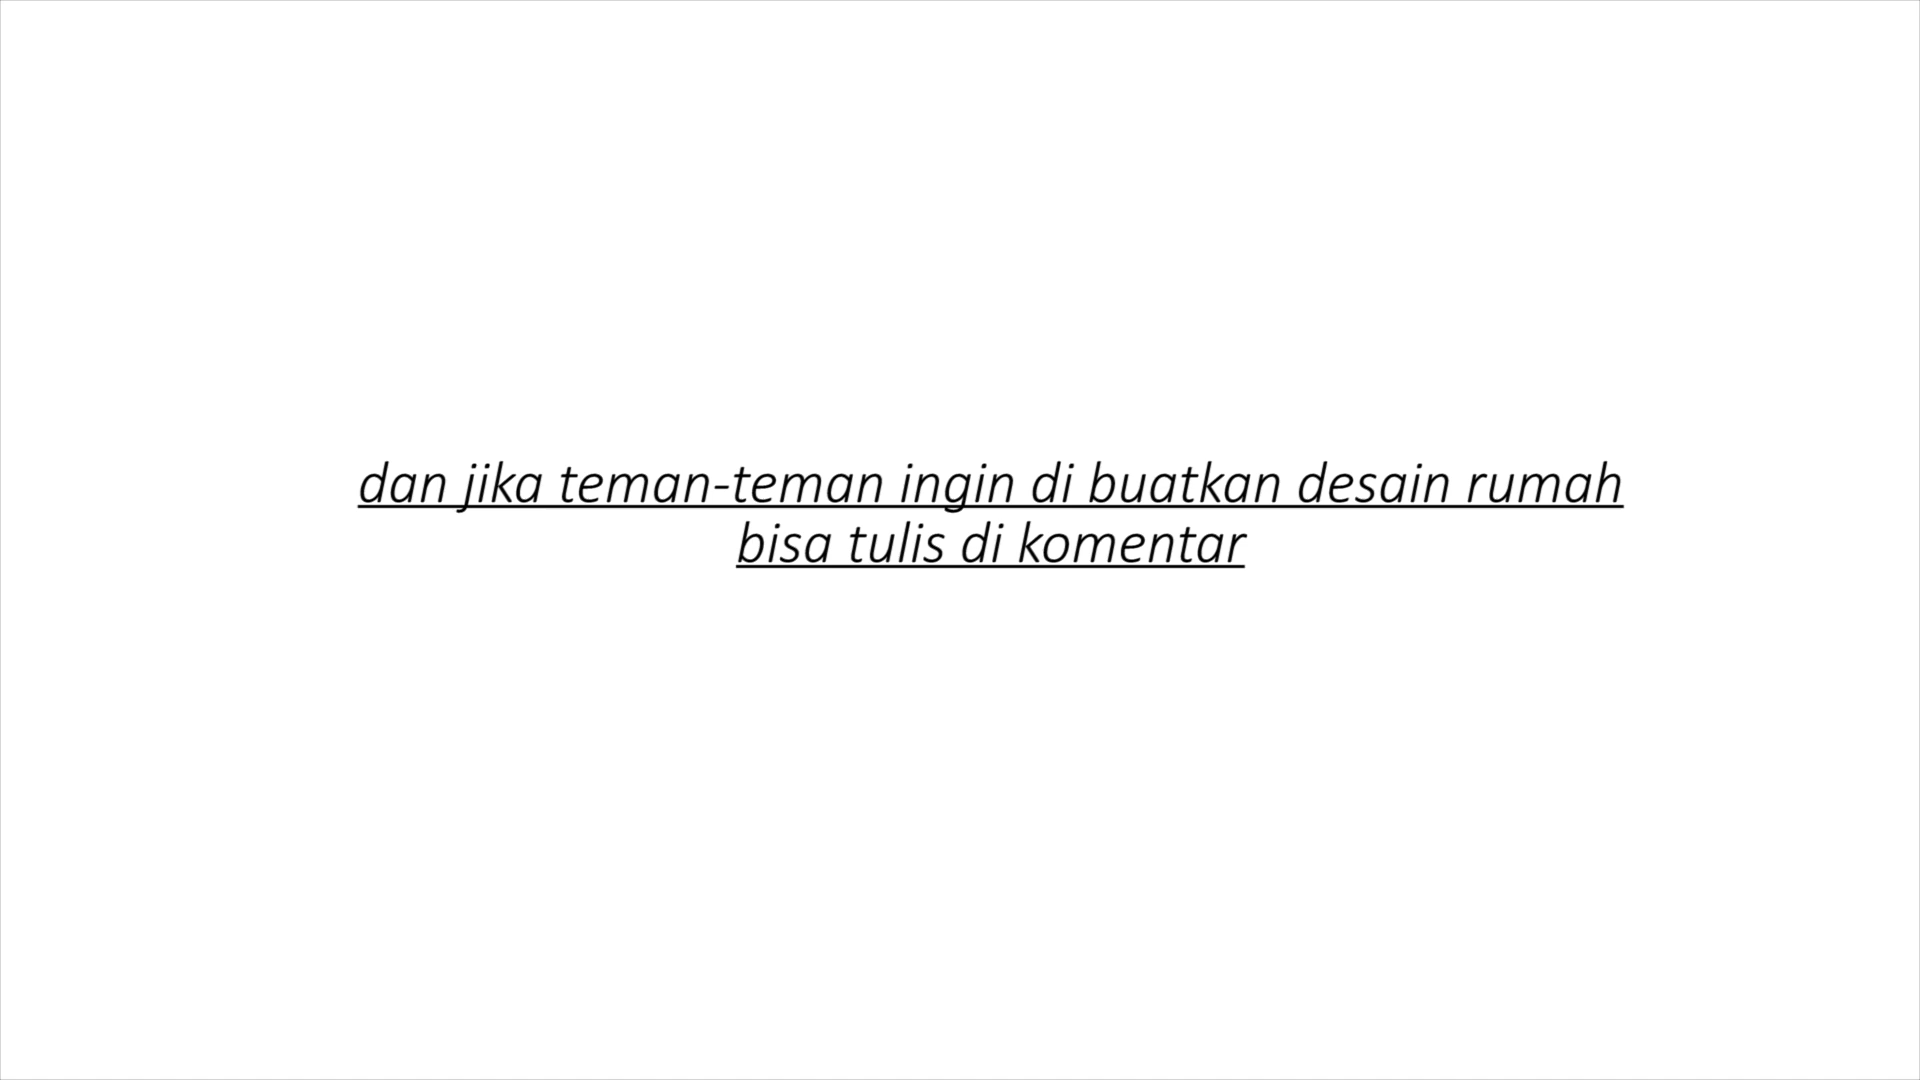 dan jika teman-teman ingin di buatkan desain rumah
bisa tulis di komentar